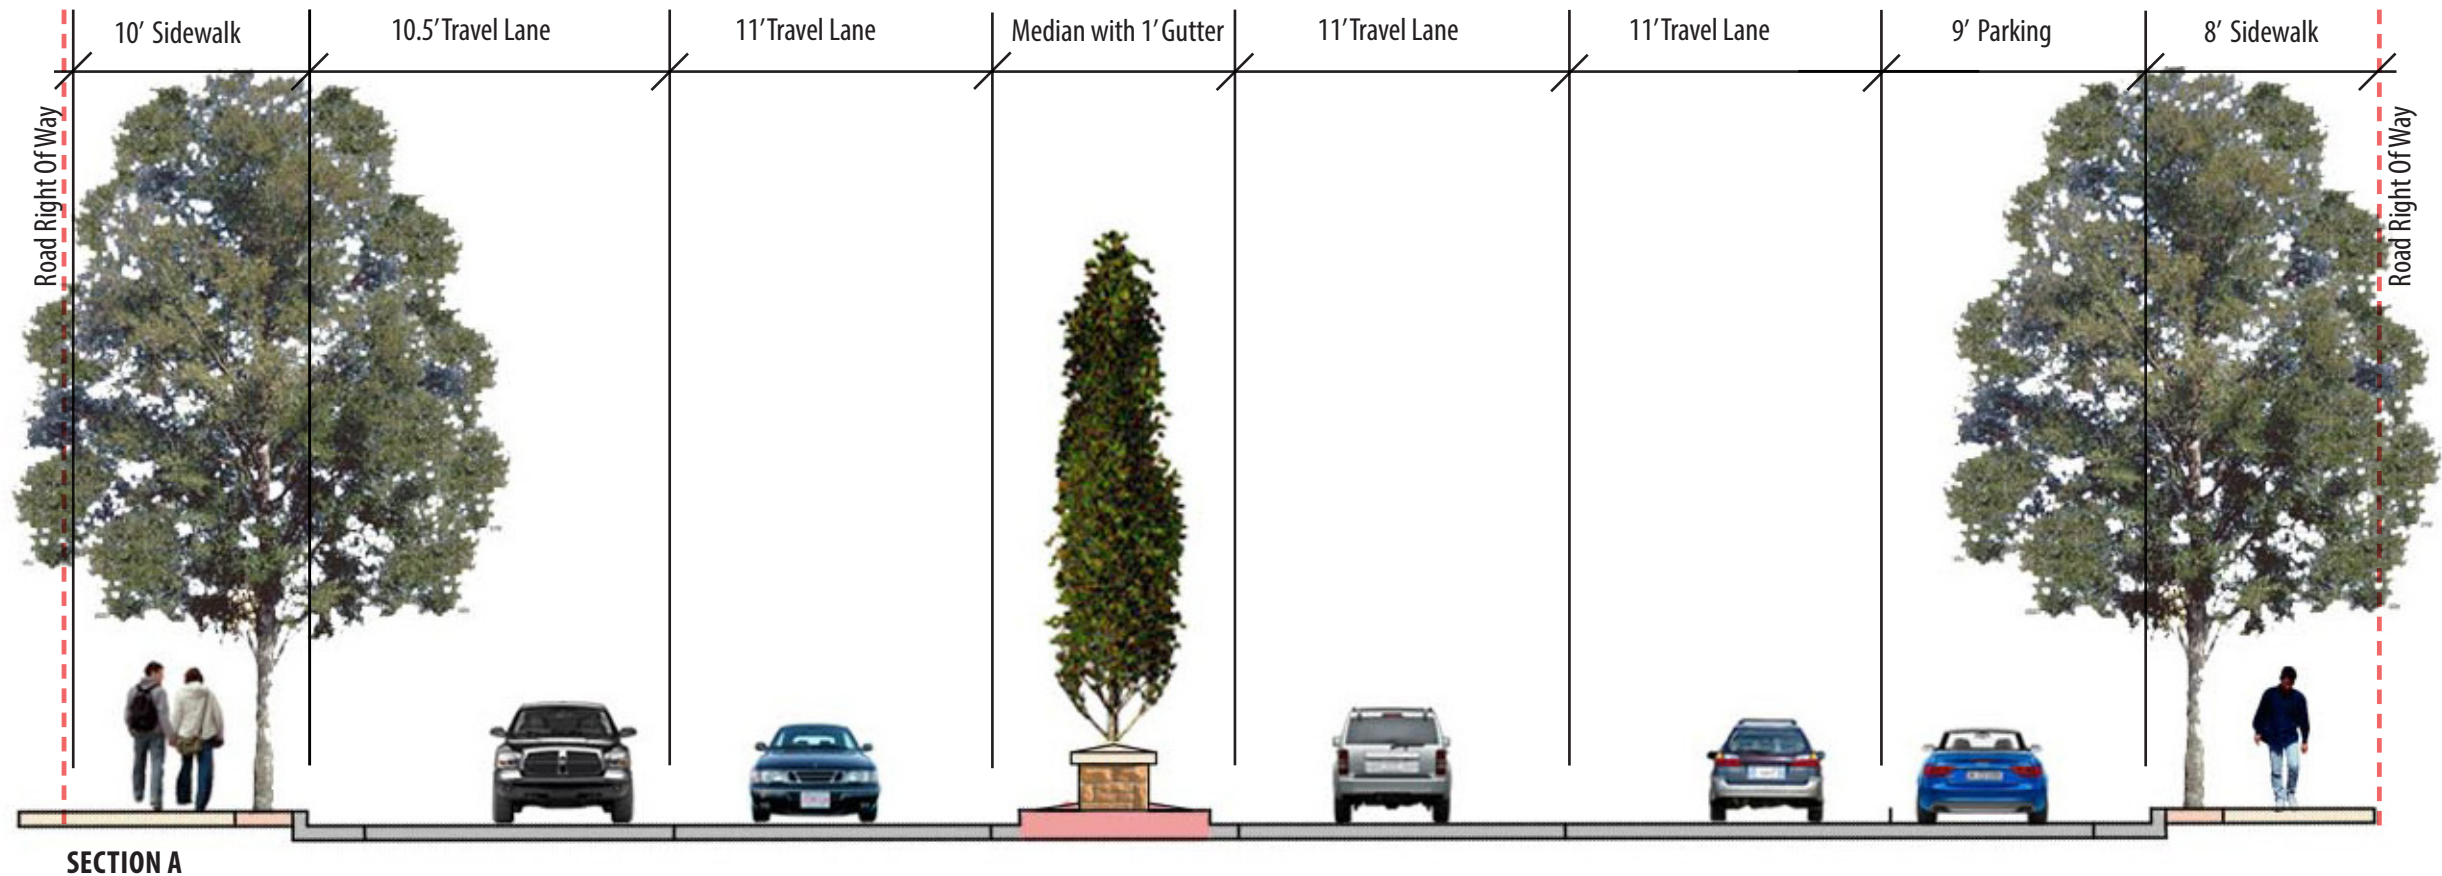 10’ Sidewalk
10.5’ Travel Lane
11’ Travel Lane
Median with 1’ Gutter
11’ Travel Lane
11’ Travel Lane
9’ Parking
8’ Sidewalk
Road Right Of Way
Road Right Of Way
SECTION A